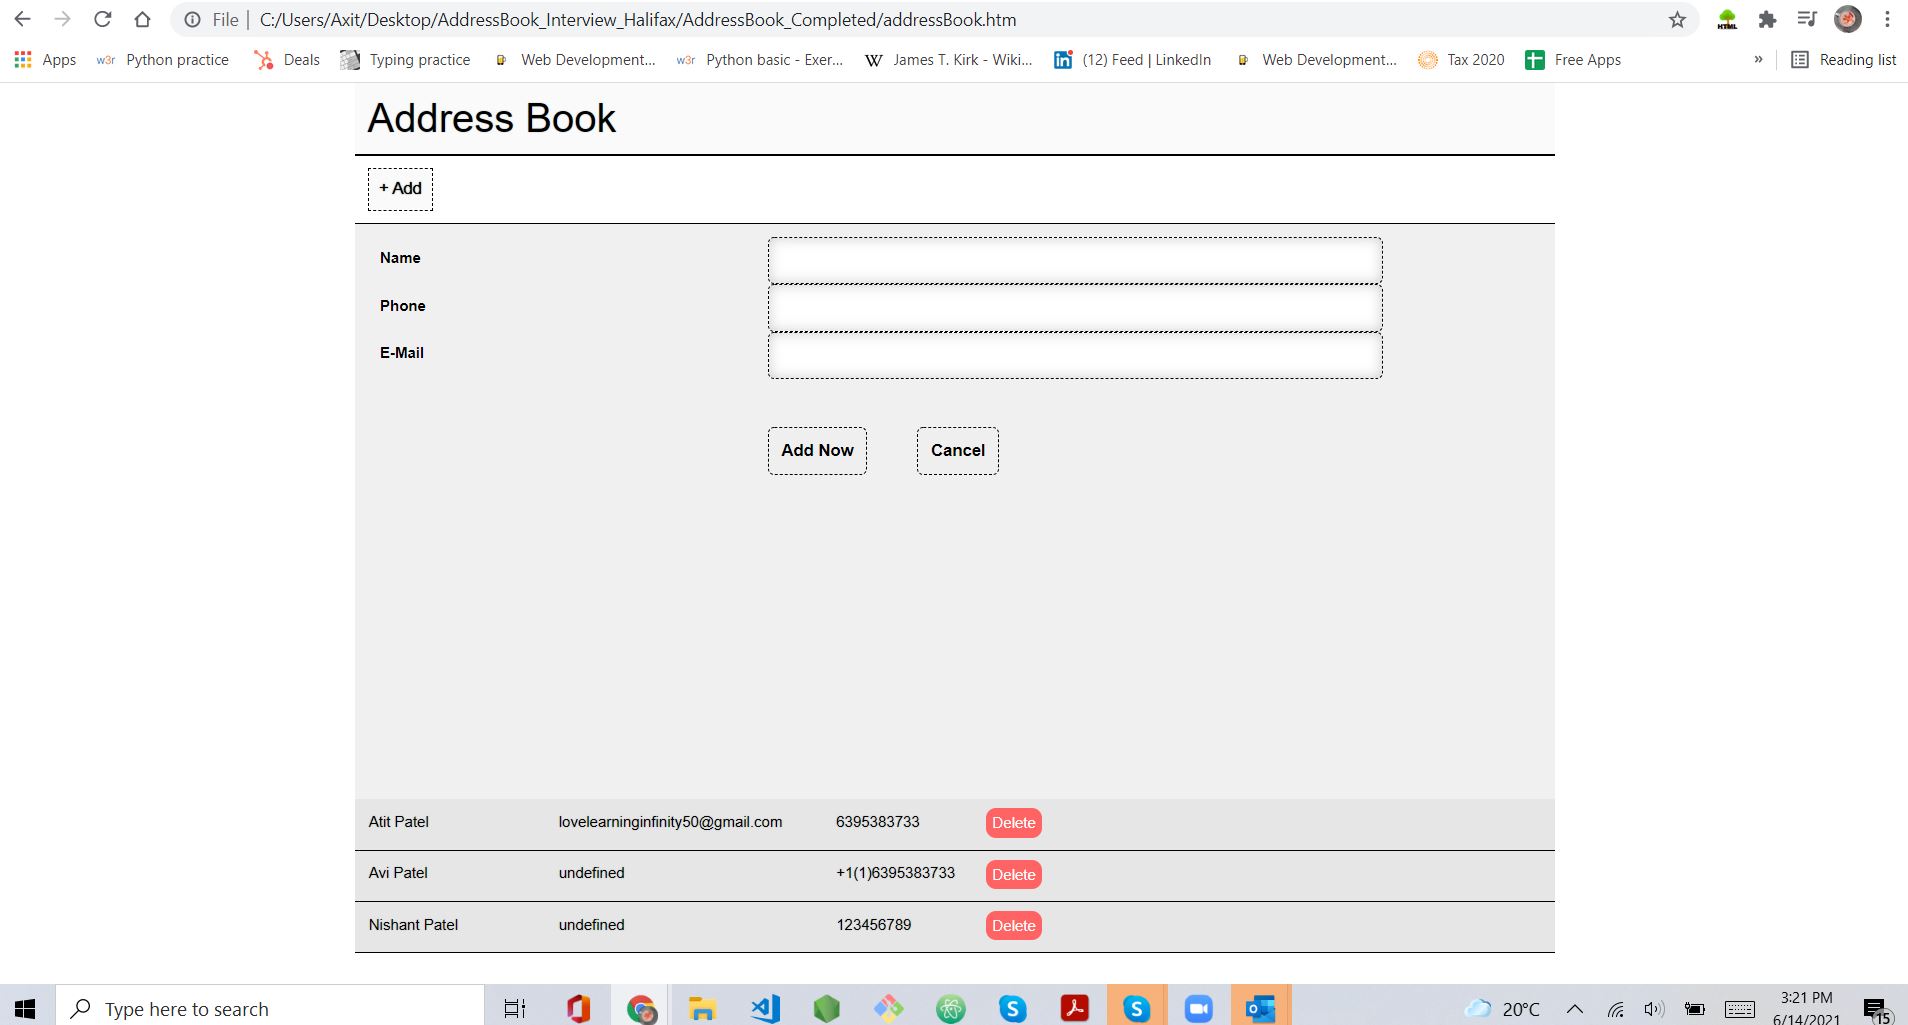 File | C:/Users/Axit/Desktop/AddressBook_Interview_Halifax/AddressBook_Completed/addressBook.htm
HTML
Apps w3r Python practice Deals Typing practice Web Development... w3r Python basic - Exer... W James T. Kirk - Wiki... in (12) Feed | LinkedIn Web Development... Tax 2020 Free Apps » Reading list
Address Book
+ Add
Name
Phone
E-Mail
Add Now Cancel
Atit Patel lovelearninginfinity50@gmail.com 6395383733 Delete
Avi Patel undefined +1(1)6395383733 Delete
Nishant Patel undefined 123456789 Delete
Type here to search 20°C 3:21 PM
6/14/2021 15